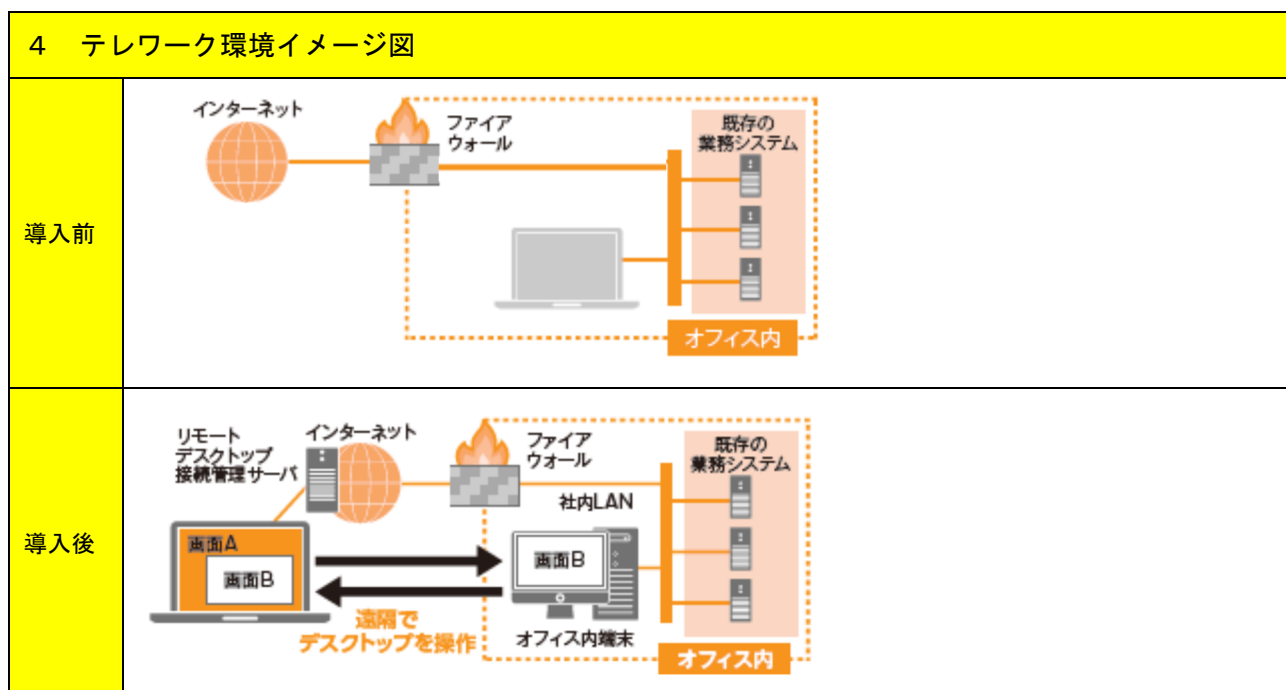 ４　テレワーク環境イメージ図
導入前
インターネット
ファイア
ウォール
既存の
業務システム
オフィス内
導入後
リモート
デスクトップ
接続管理サーバ
インターネット
ファイア
ウォール
既存の
業務システム
社内LAN
画面A
画面B
画面B
遠隔で
デスクトップを操作
オフィス内端末
オフィス内